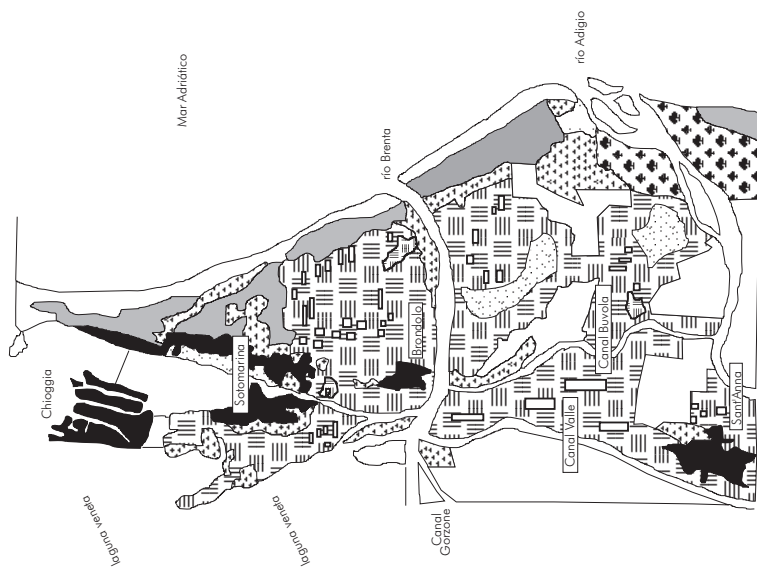 Mar Adriático
río Adigio
río Brenta
Chioggia
Sotomarina
Brondolo
Canal Buvola
Canal Valle
Sant'Anna
laguna veneta
laguna veneta
Canal
Gorzone